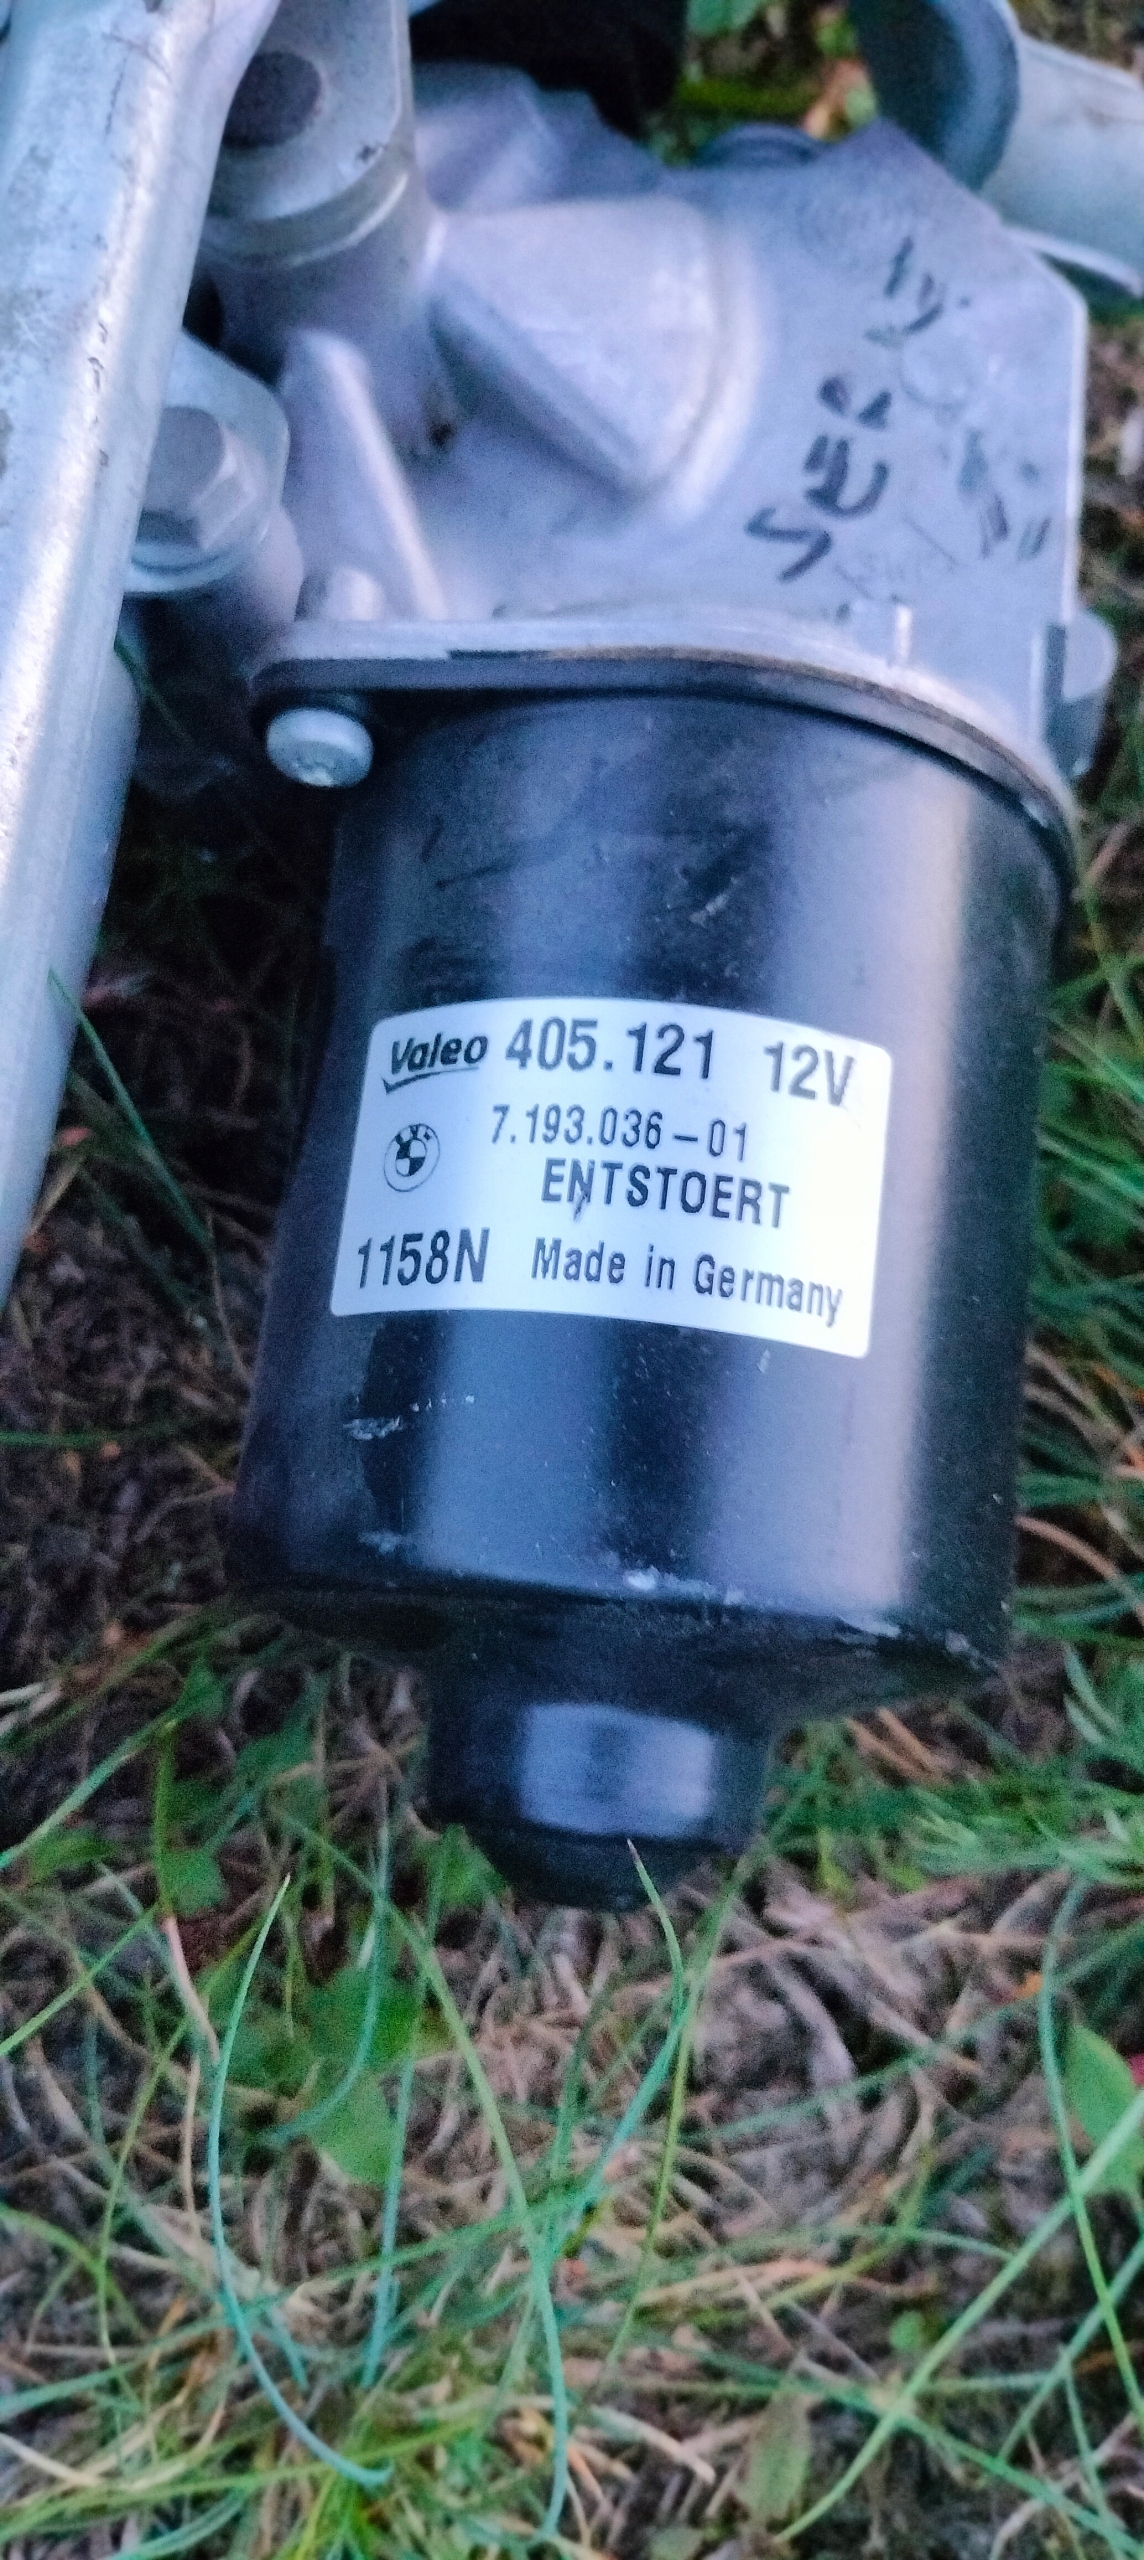 Valeo 405.121 12V
7.193.036-01
ENTSTOERT
1158N Made in Germany